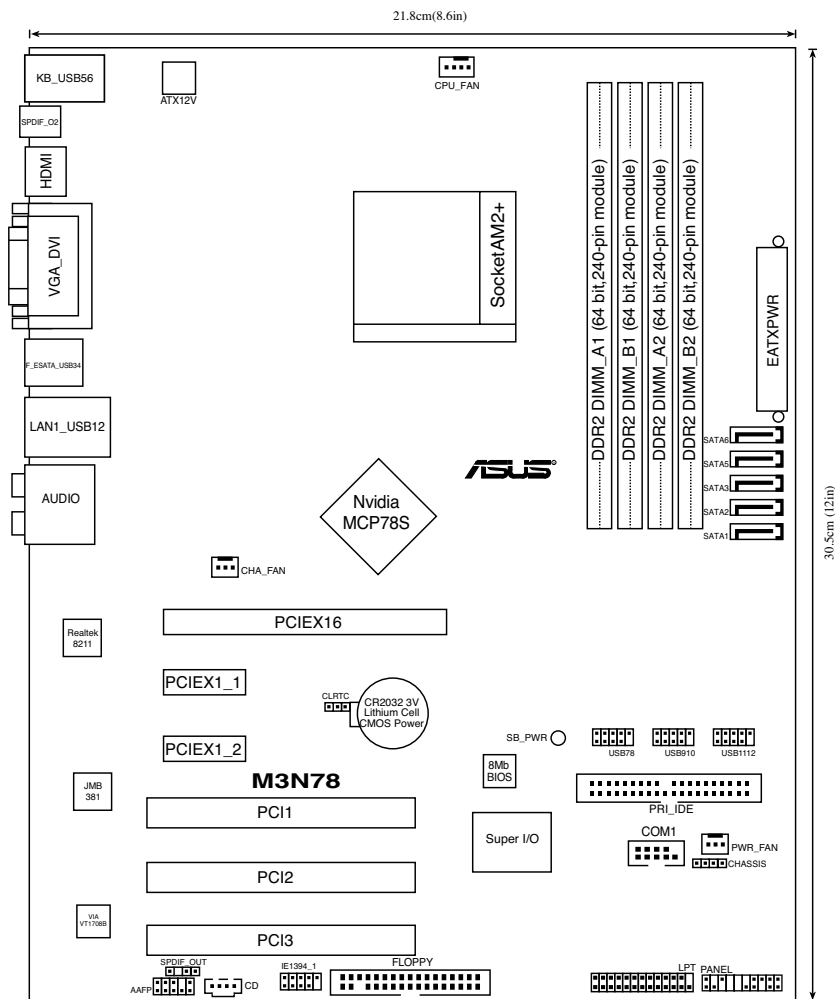 21.8cm(8.6in)
KB_USB56
ATX12V
CPU_FAN
SPDIF_O2
HDMI
VGA_DVI
SocketAM2+
DDR2 DIMM_A1 (64 bit,240-pin module)
DDR2 DIMM_B1 (64 bit,240-pin module)
DDR2 DIMM_A2 (64 bit,240-pin module)
DDR2 DIMM_B2 (64 bit,240-pin module)
EATXPWR
F_ESATA_USB34
LAN1_USB12
AUDIO
ASUS®
SATA6
SATA5
SATA3
SATA2
SATA1
30.5cm (12in)
Nvidia
MCP78S
CHA_FAN
PCIEX16
Realtek
8211
PCIEX1_1
CLRTC
CR2032 3V
Lithium Cell
CMOS Power
PCIEX1_2
SB_PWR
USB78
USB910
USB1112
8Mb
BIOS
M3N78
JMB
381
PCI1
PRI_IDE
Super I/O
COM1
PWR_FAN
CHASSIS
PCI2
VIA
VT1708B
PCI3
SPDIF_OUT
AAFP
CD
IE1394_1
FLOPPY
LPT
PANEL